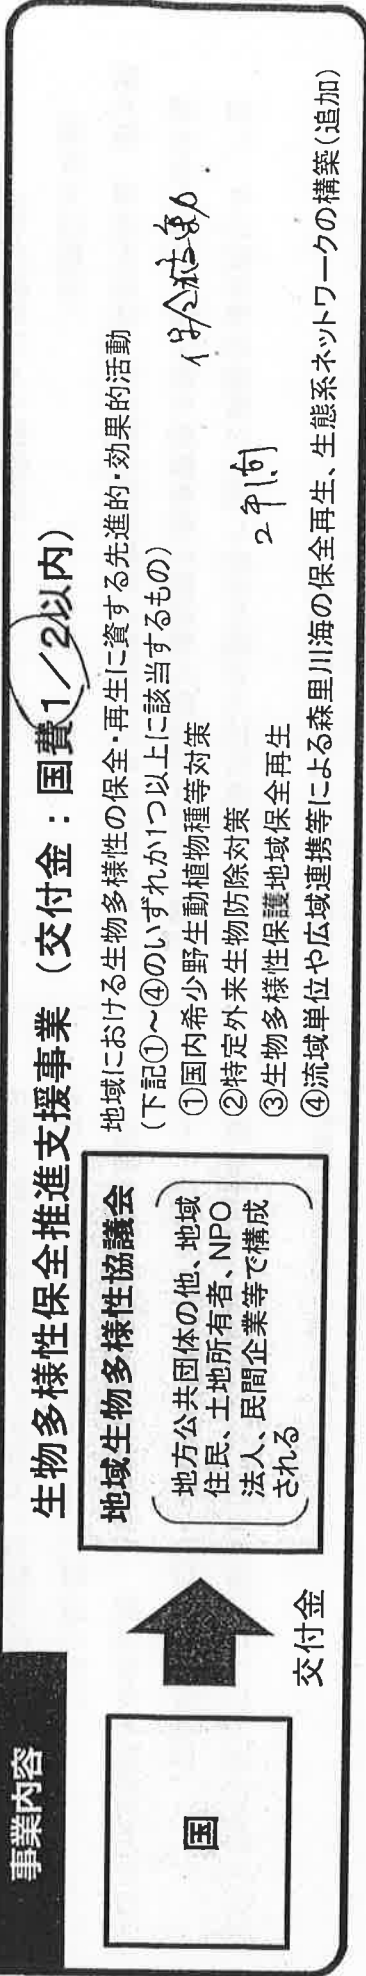 事業内容
生物多様性保全推進支援事業（交付金：国費1／2以内）
国
交付金
地域生物多様性協議会
地方公共団体の他、地域
住民、土地所有者、NPO
法人、民間企業等で構成
される
地域における生物多様性の保全・再生に資する先進的・効果的活動
(下記①～④のいずれか1つ以上に該当するもの)
①国内希少野生動植物種等対策
②特定外来生物防除対策
③生物多様性保護地域保全再生
④流域単位や広域連携等による森里川海の保全再生、生態系ネットワークの構築(追加)
2年間